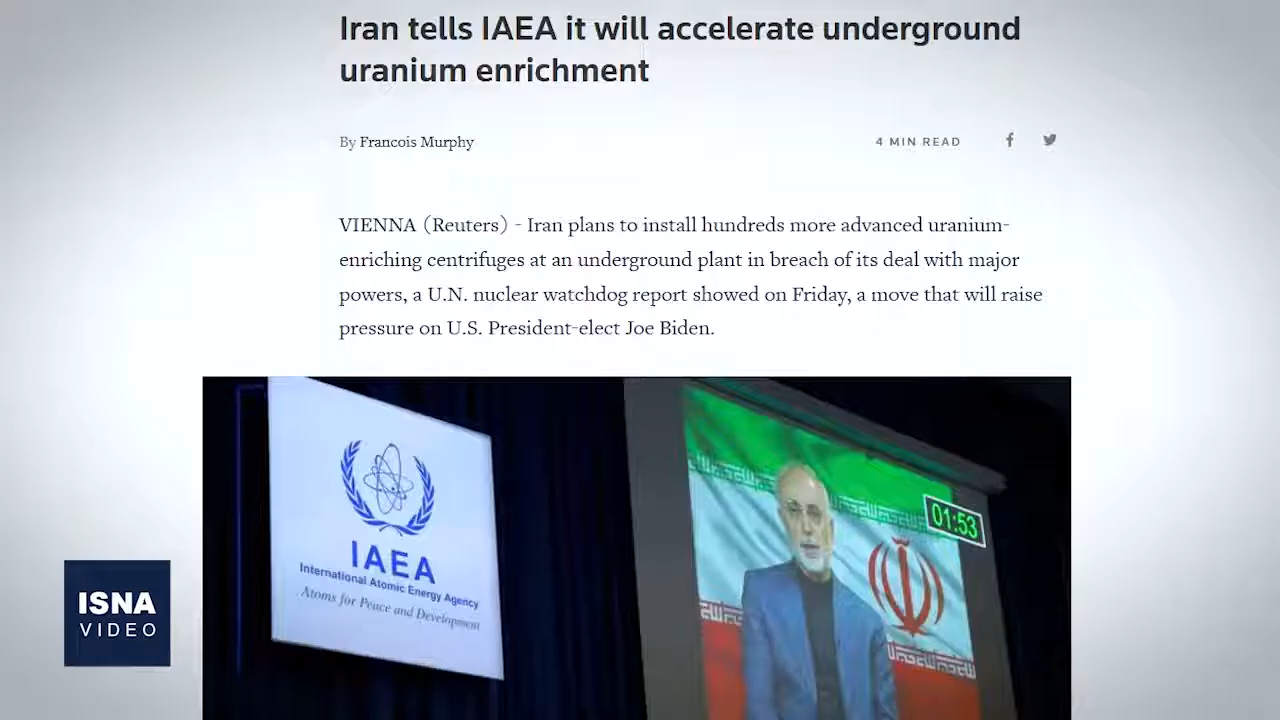 Iran tells IAEA it will accelerate underground
uranium enrichment
By Francois Murphy
4 MIN READ
VIENNA (Reuters) - Iran plans to install hundreds more advanced uranium-
enriching centrifuges at an underground plant in breach of its deal with major
powers, a U.N. nuclear watchdog report showed on Friday, a move that will raise
pressure on U.S. President-elect Joe Biden.
IAEA
International Atomic Energy Agency
Atoms for Peace and Development
01:53
ISNA
VIDEO